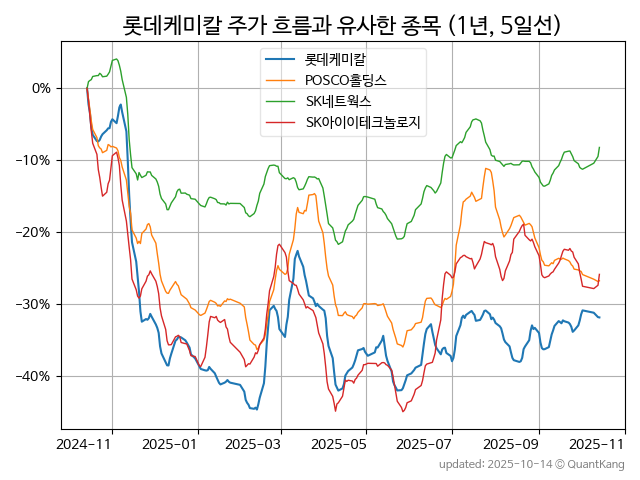 롯데케미칼 주가 흐름과 유사한 종목 (1년, 5일선)
롯데케미칼
POSCO홀딩스
SK네트웍스
SK아이이테크놀로지
0%
−10%
−20%
−30%
−40%
2024-11 2025-01 2025-03 2025-05 2025-07 2025-09 2025-11
updated: 2025-10-14 © QuantKang